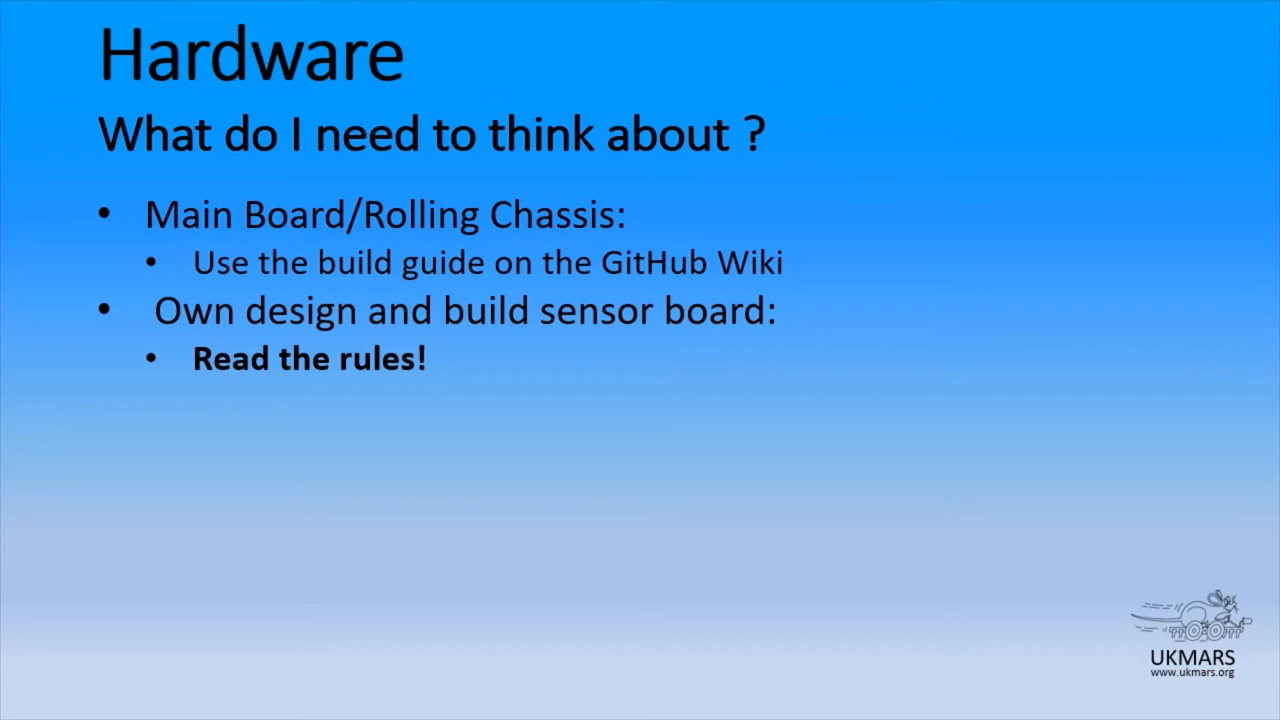 Hardware
What do I need to think about ?
• Main Board/Rolling Chassis:
• Use the build guide on the GitHub Wiki
• Own design and build sensor board:
• Read the rules!
UKMARS
www.ukmars.org